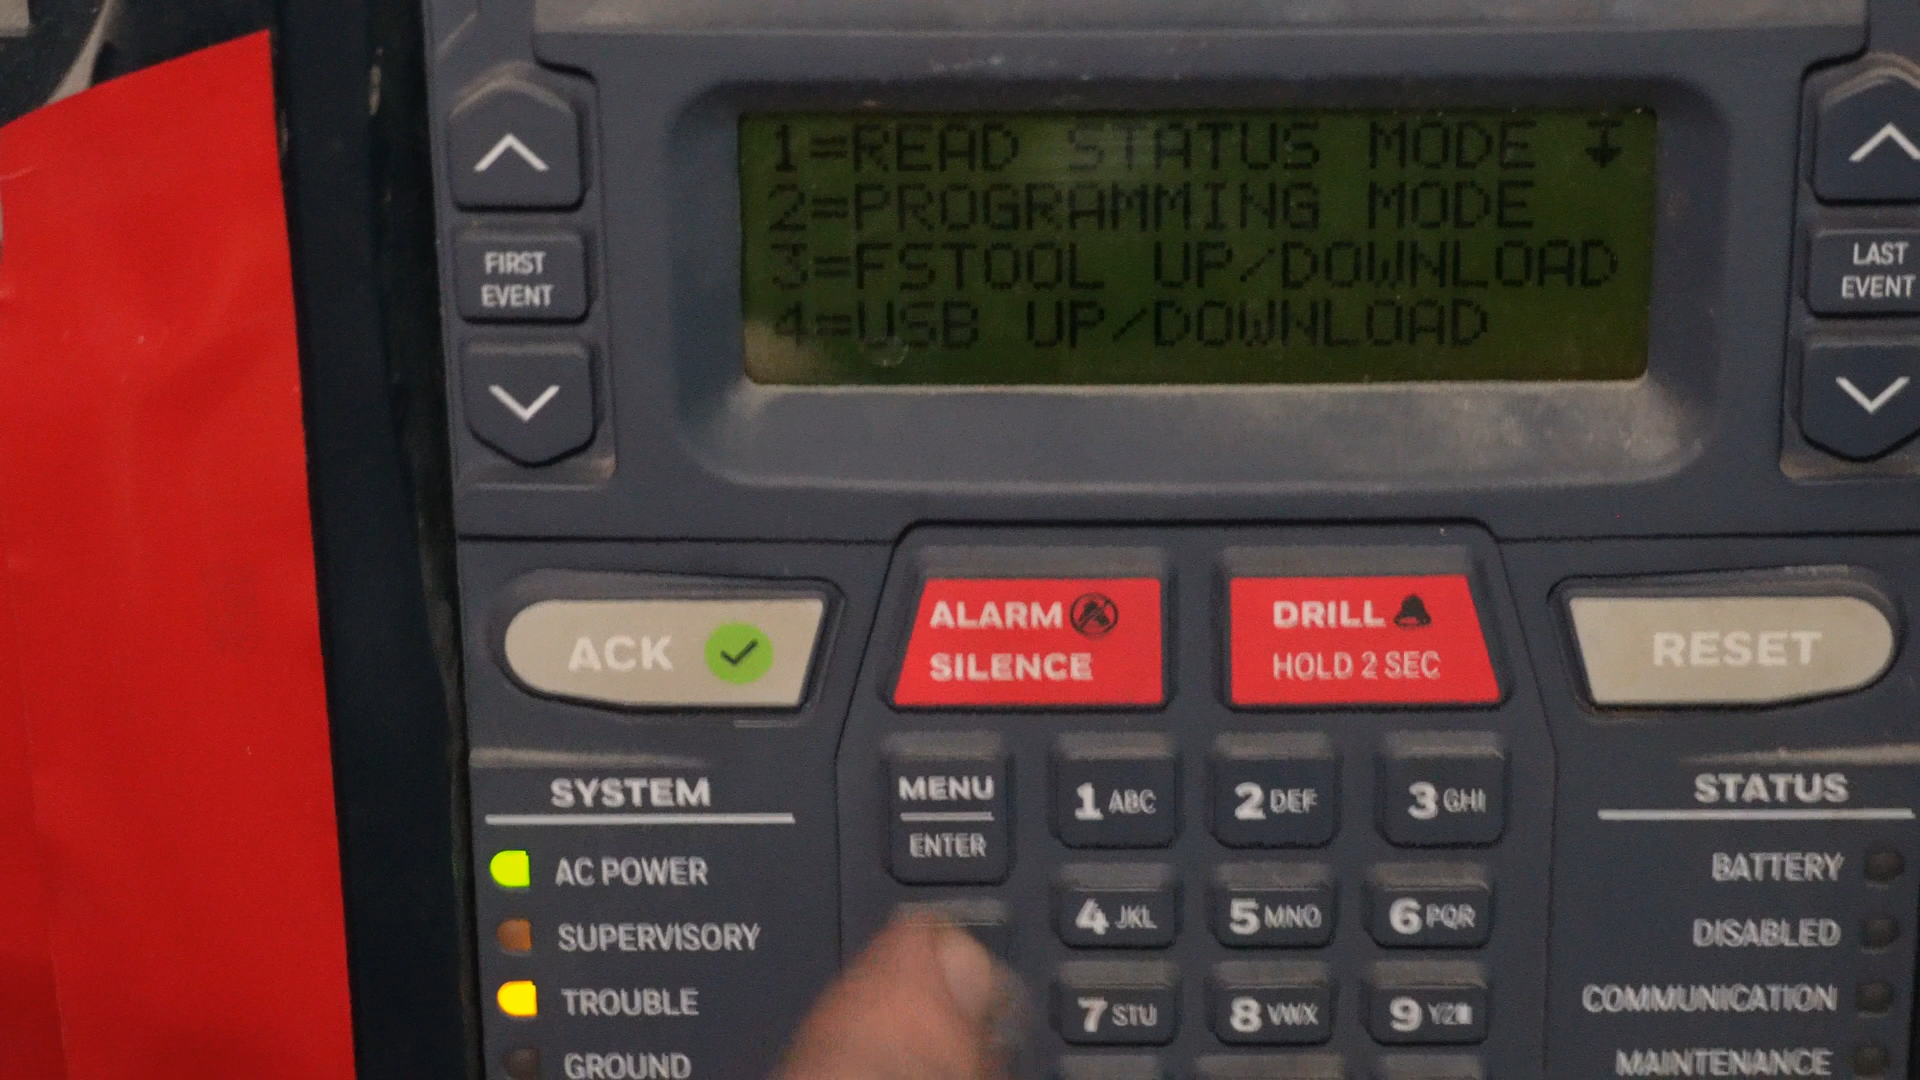 1=READ STATUS MODE
2=PROGRAMMING MODE
3=FSTOOL UP/DOWNLOAD
4=USB UP/DOWNLOAD
FIRST
EVENT
LAST
EVENT
ACK
ALARM
SILENCE
DRILL
HOLD 2 SEC
RESET
SYSTEM
AC POWER
SUPERVISORY
TROUBLE
GROUND
MENU
ENTER
1 ABC
2 DEF
3 GHI
4 JKL
5 MNO
6 PQR
7 STU
8 VWX
9 YZ
STATUS
BATTERY
DISABLED
COMMUNICATION
MAINTENANCE